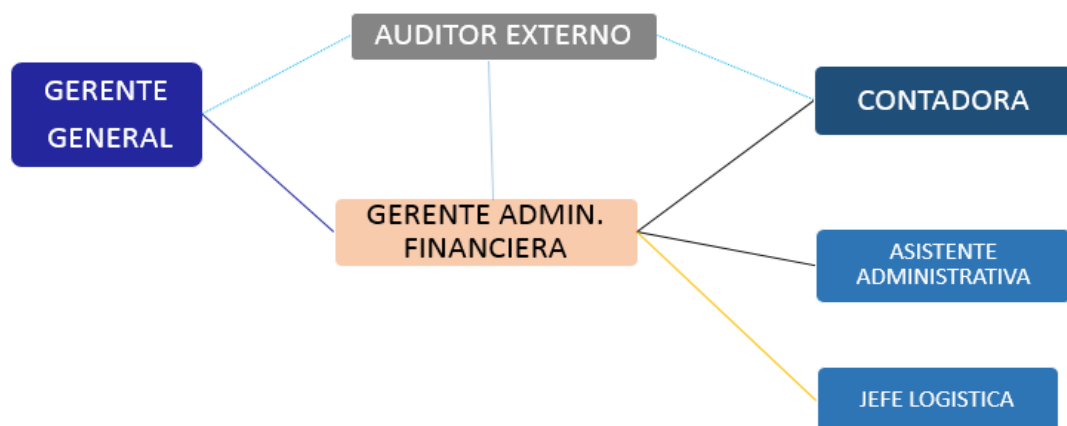 AUDITOR EXTERNO
GERENTE
GENERAL
CONTADORA
GERENTE ADMIN.
FINANCIERA
ASISTENTE
ADMINISTRATIVA
JEFE LOGISTICA